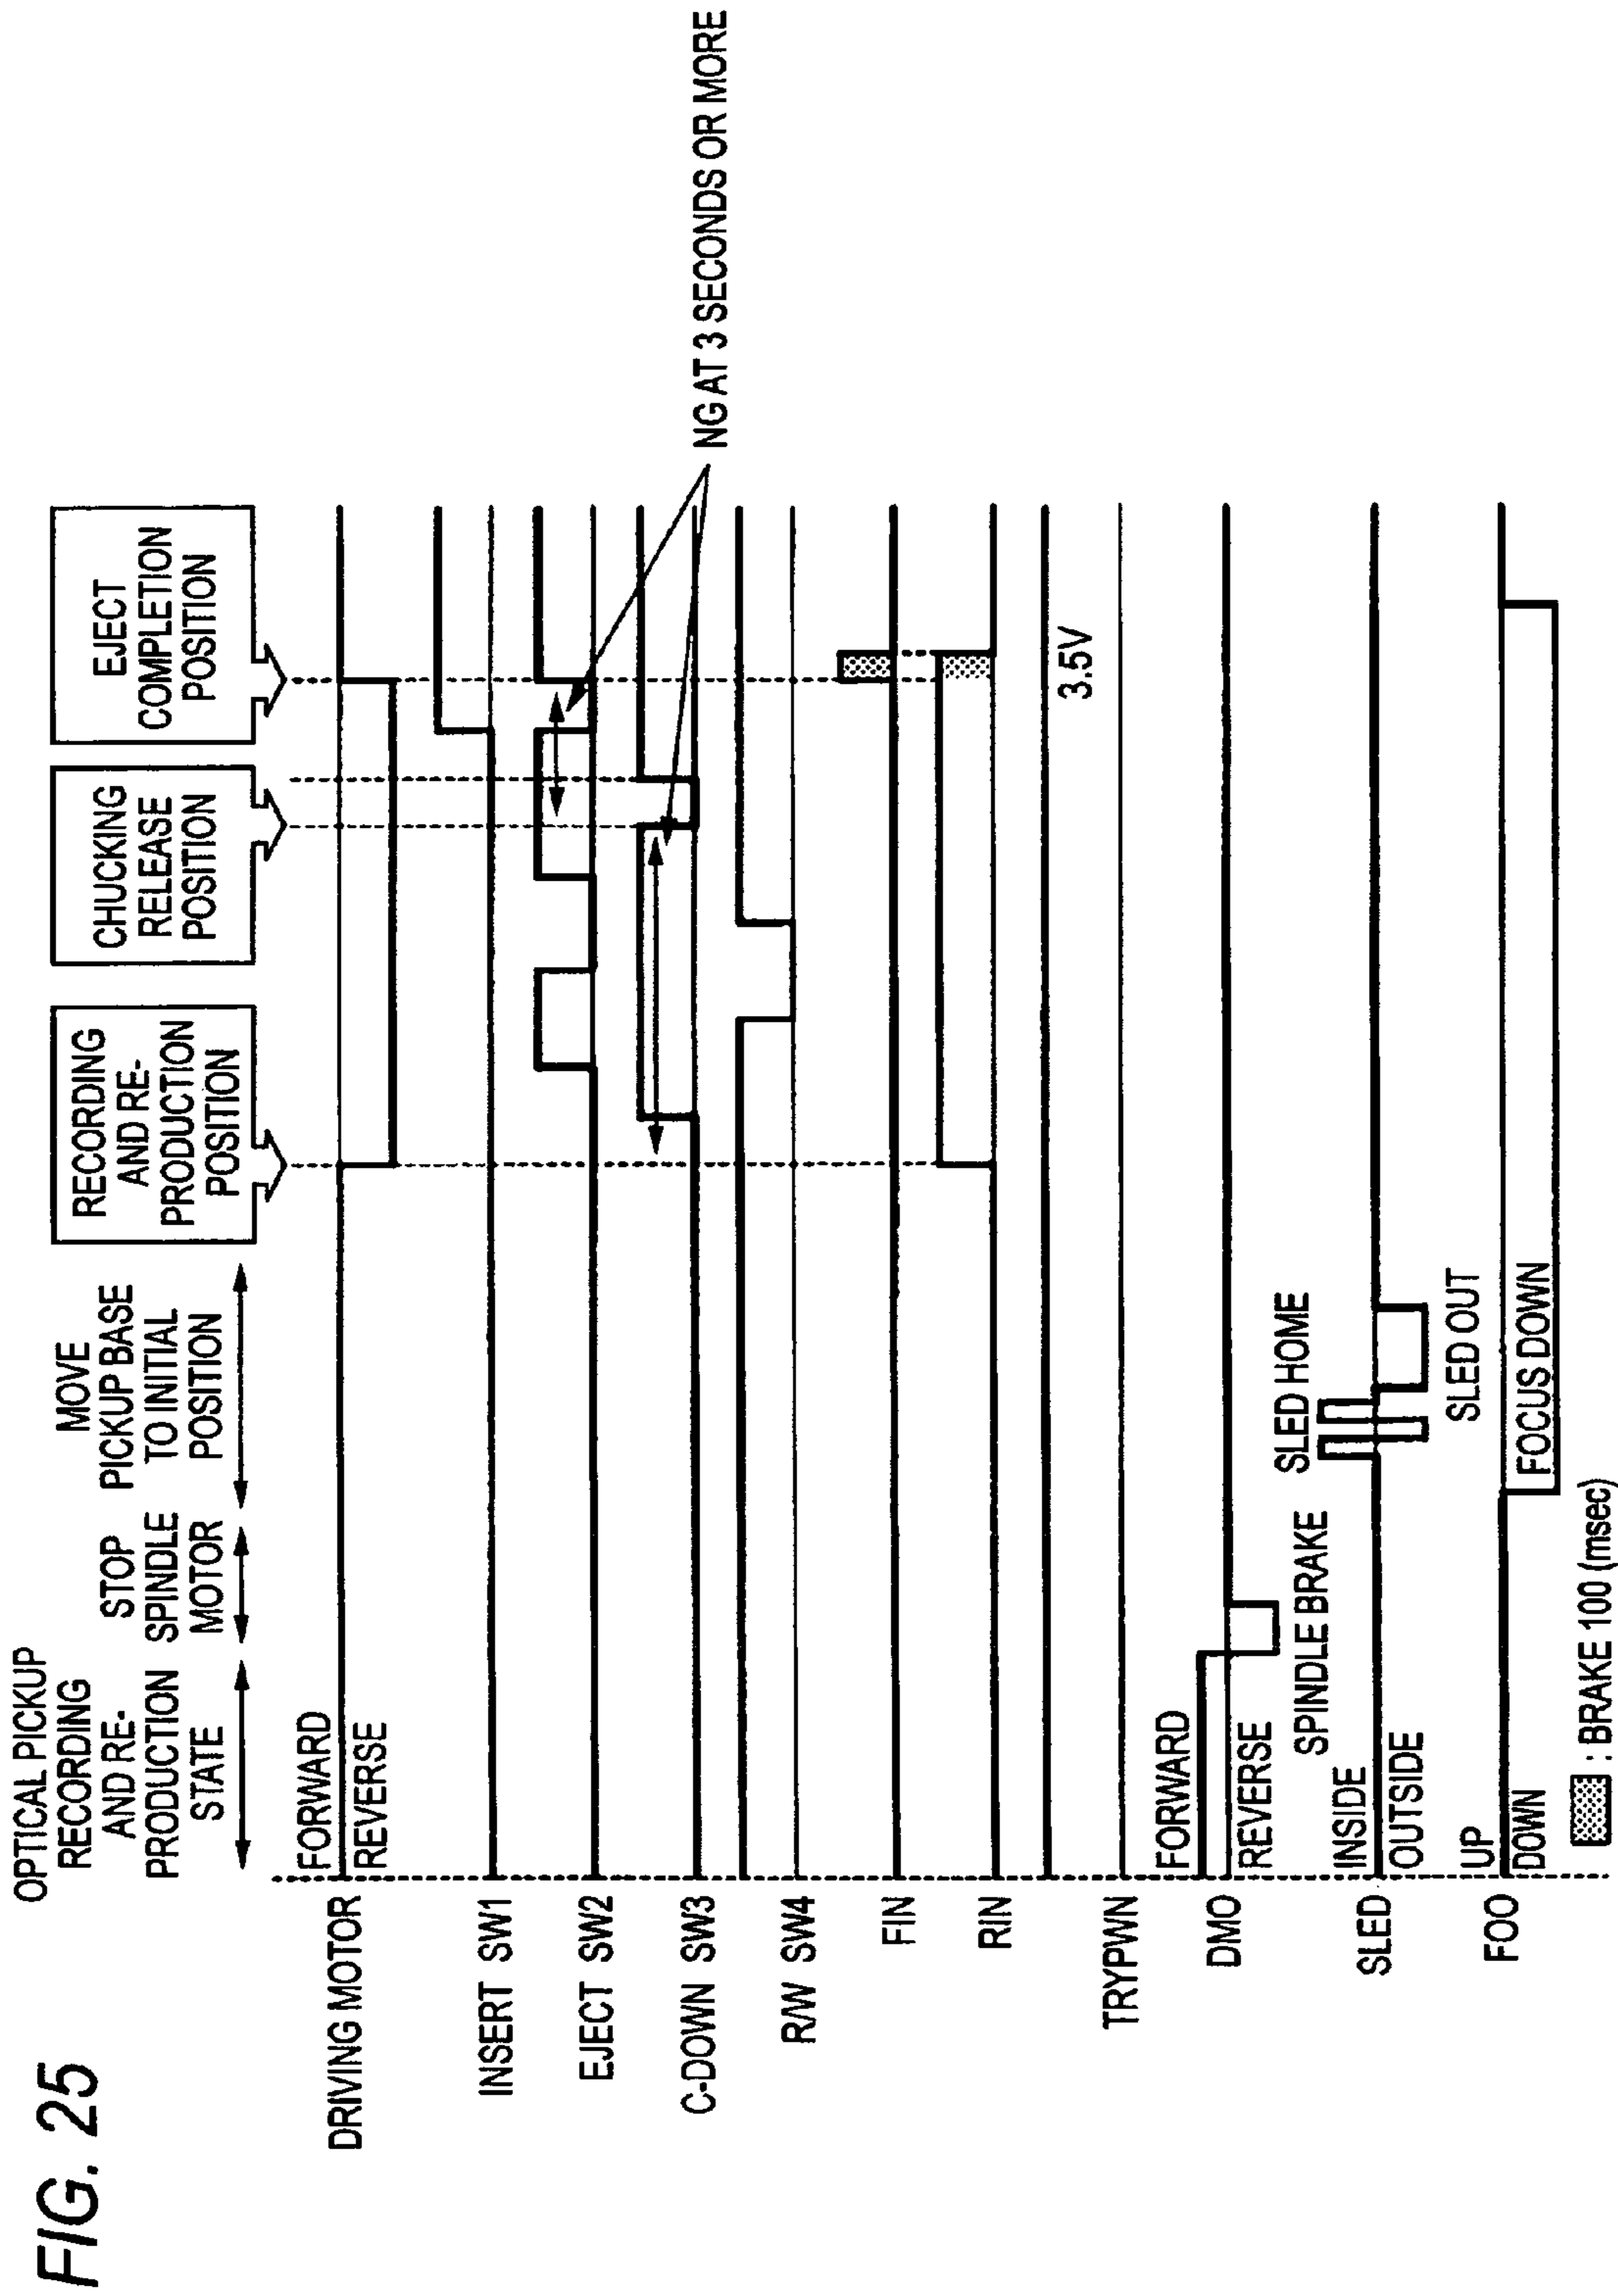 FIG. 25
OPTICAL PICKUP
RECORDING
AND RE-
PRODUCTION
STATE
STOP
SPINDLE
MOTOR
MOVE
PICKUP BASE
TO INITIAL
POSITION
RECORDING
AND RE-
PRODUCTION
POSITION
CHUCKING
RELEASE
POSITION
EJECT
COMPLETION
POSITION
DRIVING MOTOR
FORWARD
REVERSE
INSERT SW1
EJECT SW2
C-DOWN SW3
NG AT 3 SECONDS OR MORE
R/W SW4
FIN
RIN
3.5V
TRYPWN
DMO
FORWARD
REVERSE
SPINDLE BRAKE
SLED
INSIDE
OUTSIDE
SLED HOME
SLED OUT
FOO
UP
DOWN
FOCUS DOWN
: BRAKE 100 (msec)